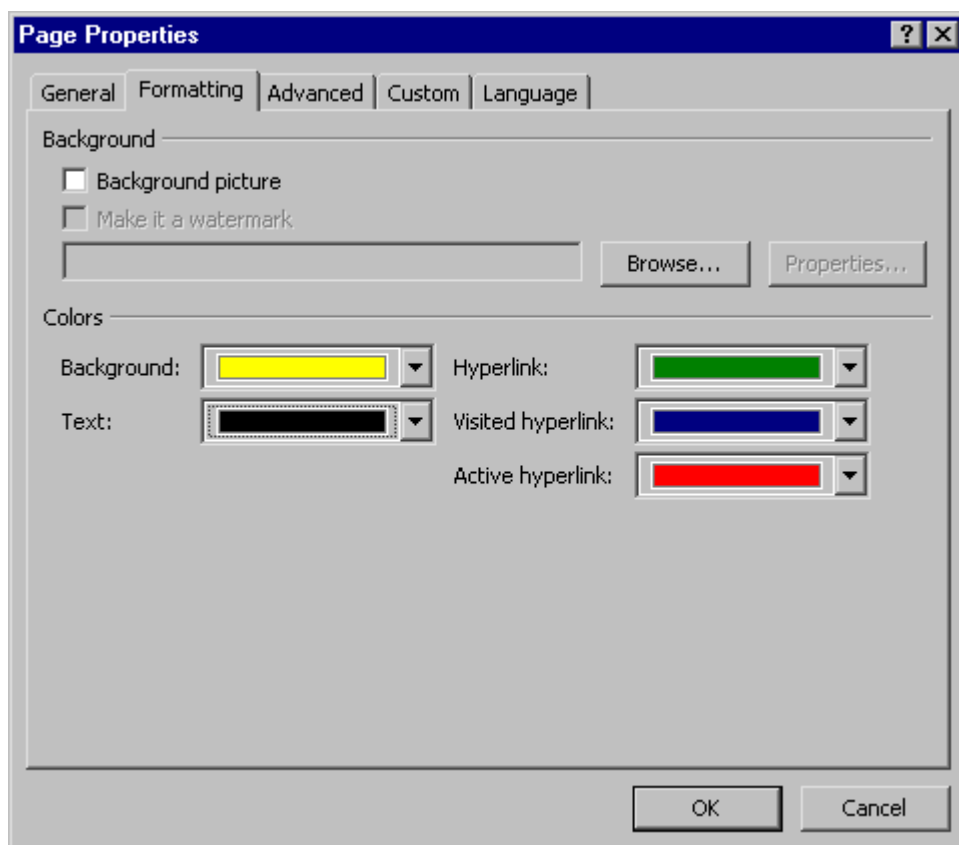 Page Properties
General Formatting Advanced Custom Language
Background
Background picture
Make it a watermark
Browse... Properties...
Colors
Background: Hyperlink:
Text: Visited hyperlink:
Active hyperlink:
OK Cancel